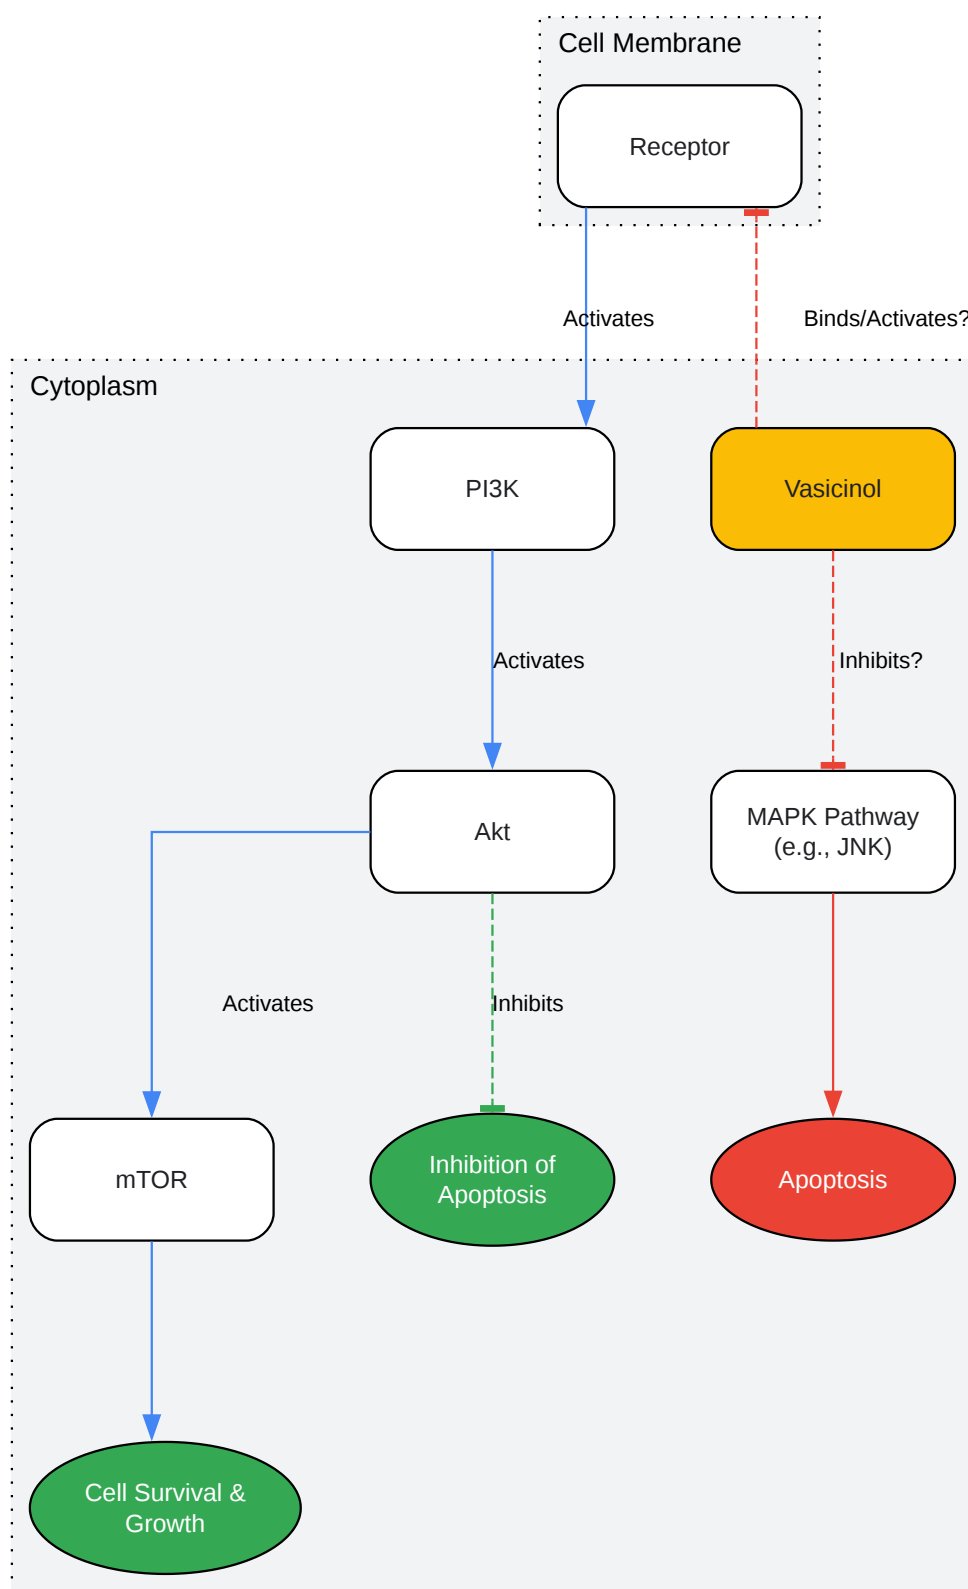 Cell Membrane
Receptor
Activates
Binds/Activates?
Cytoplasm
PI3K
Vasicinol
Activates
Inhibits?
Akt
MAPK Pathway
(e.g., JNK)
Activates
Inhibits
mTOR
Inhibition of
Apoptosis
Apoptosis
Cell Survival &
Growth